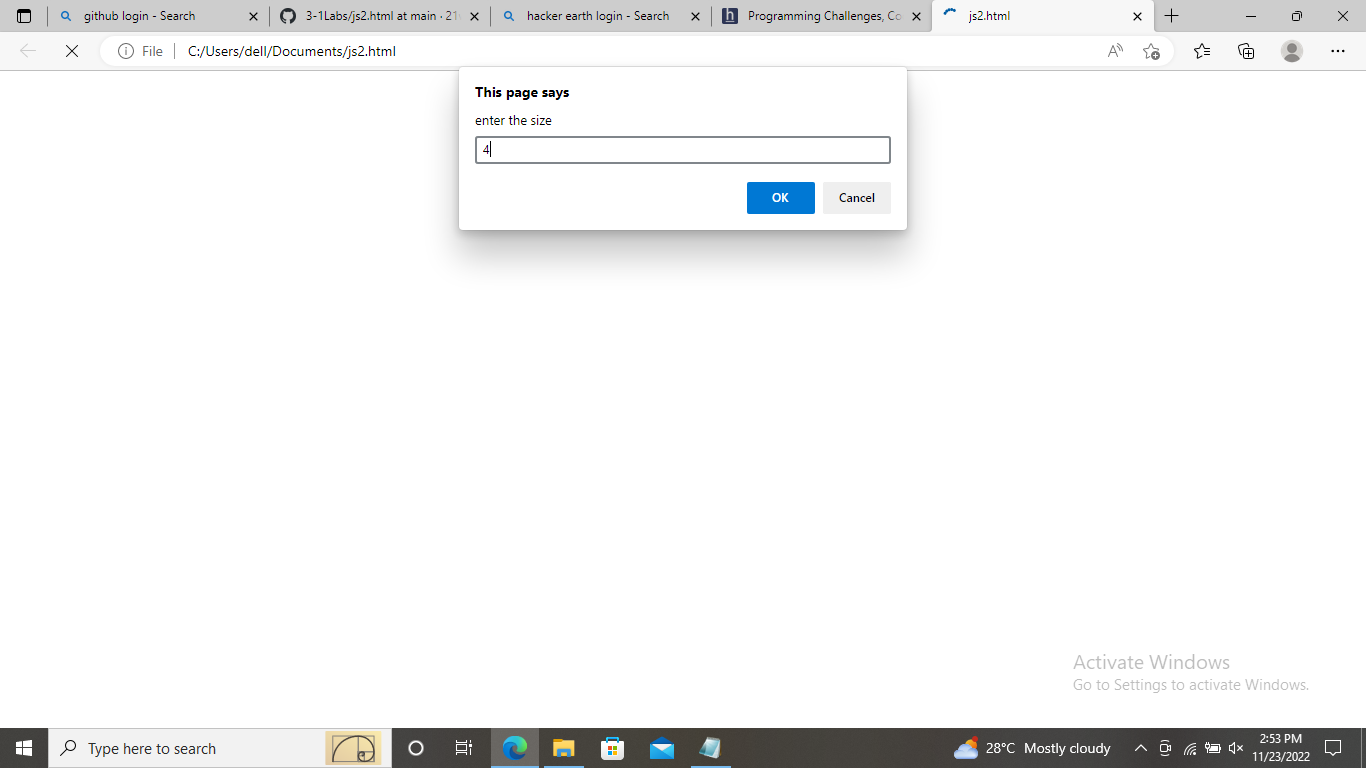 github login - Search
3-1Labs/js2.html at main · 21
hacker earth login - Search
Programming Challenges, Co
js2.html
File
C:/Users/dell/Documents/js2.html
This page says
enter the size
4
OK
Cancel
Activate Windows
Go to Settings to activate Windows.
Type here to search
28°C Mostly cloudy
2:53 PM
11/23/2022